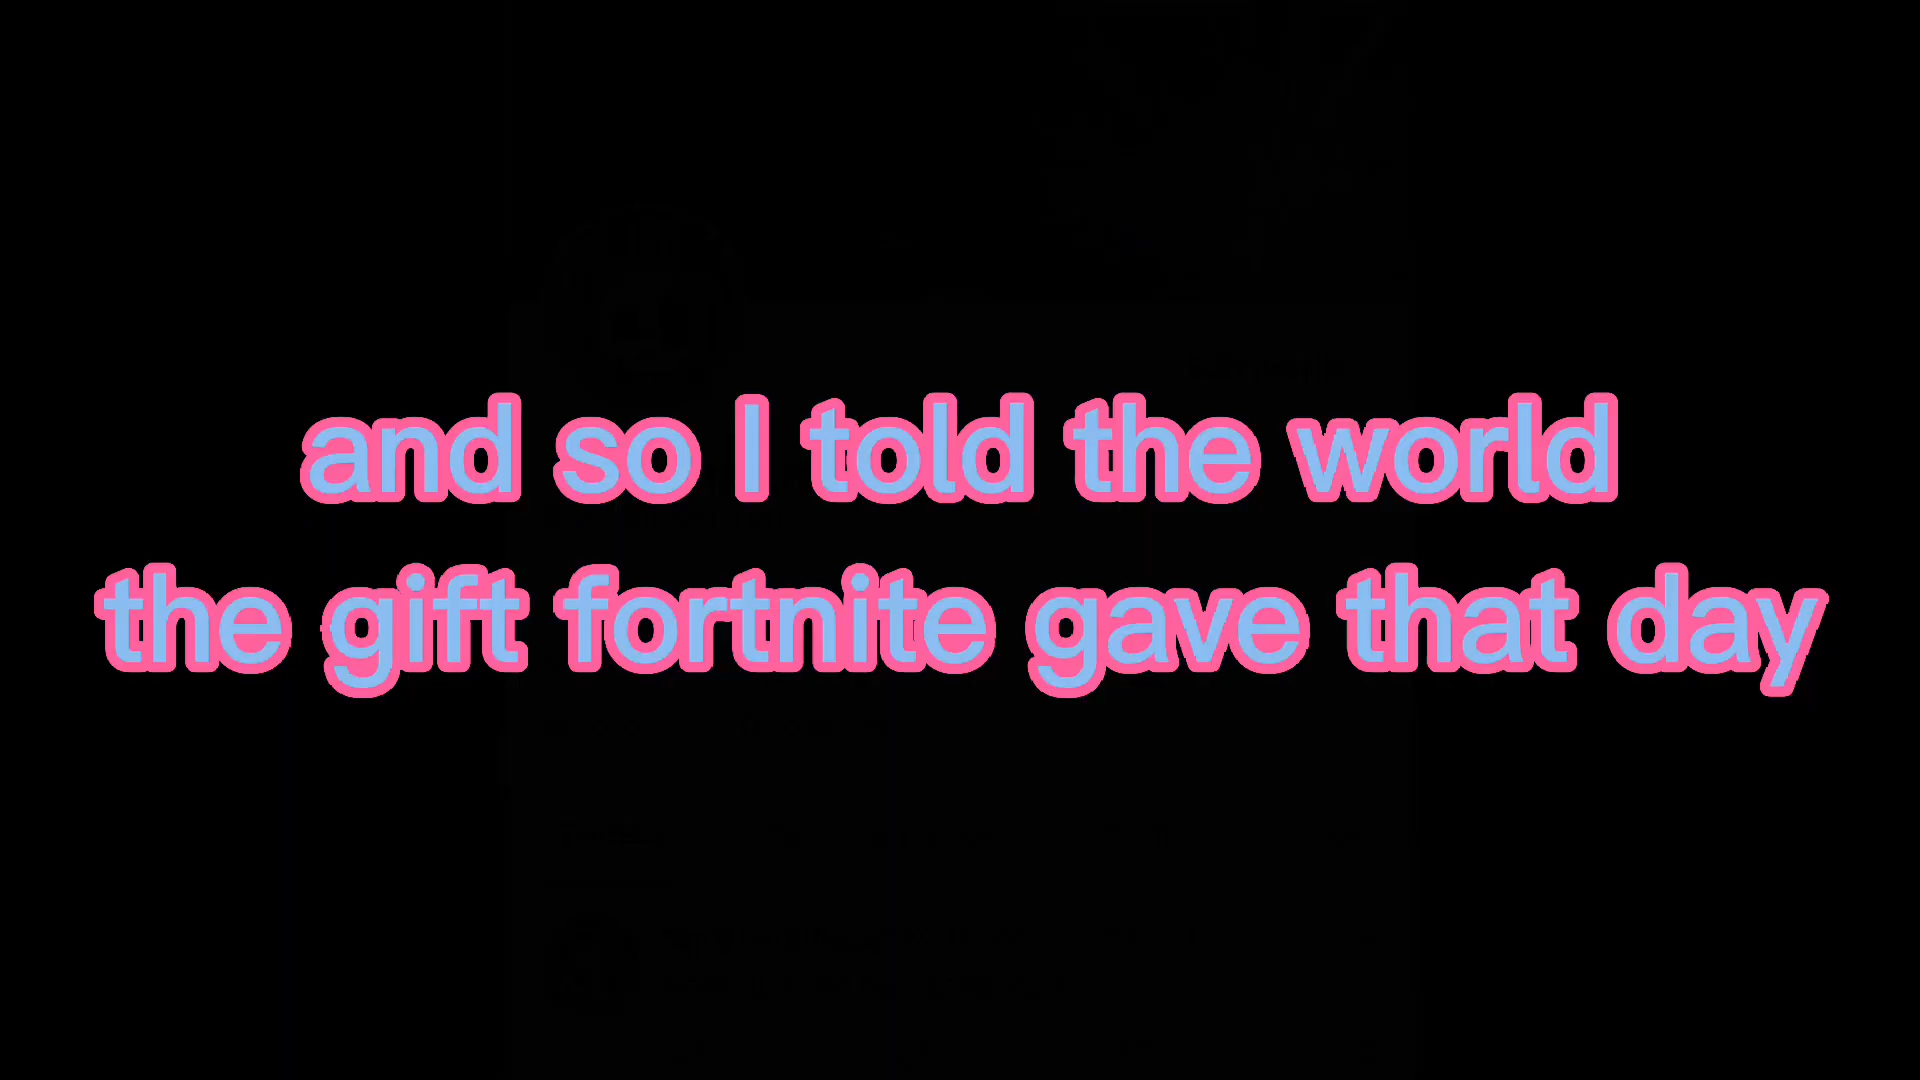 and so I told the world
the gift fortnite gave that day